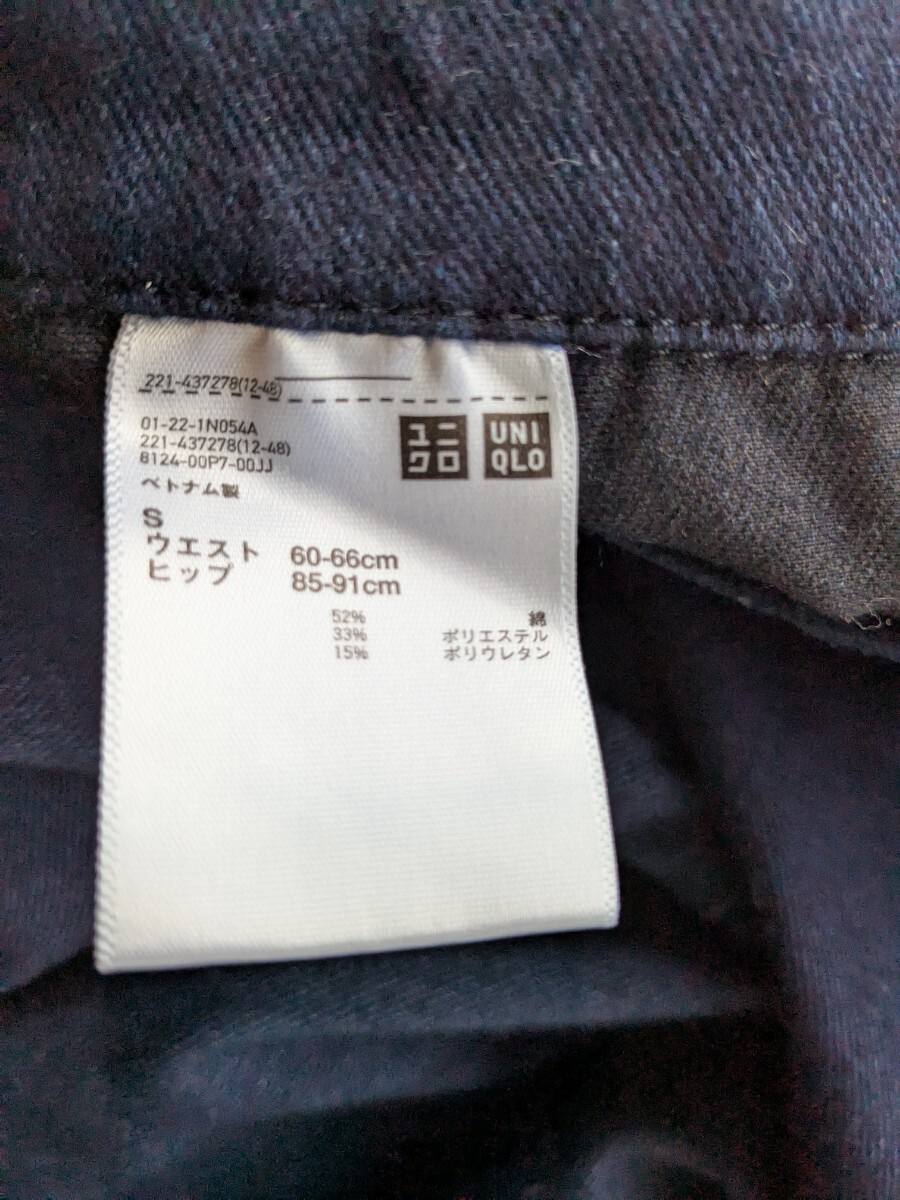 221-437278(12-48)
01-22-1N054A
221-437278(12-48)
8124-00P7-00JJ
ユニクロ
UNIQLO
ベトナム製
S
ウエスト 60-66cm
ヒップ 85-91cm
52% 綿
33% ポリエステル
15% ポリウレタン